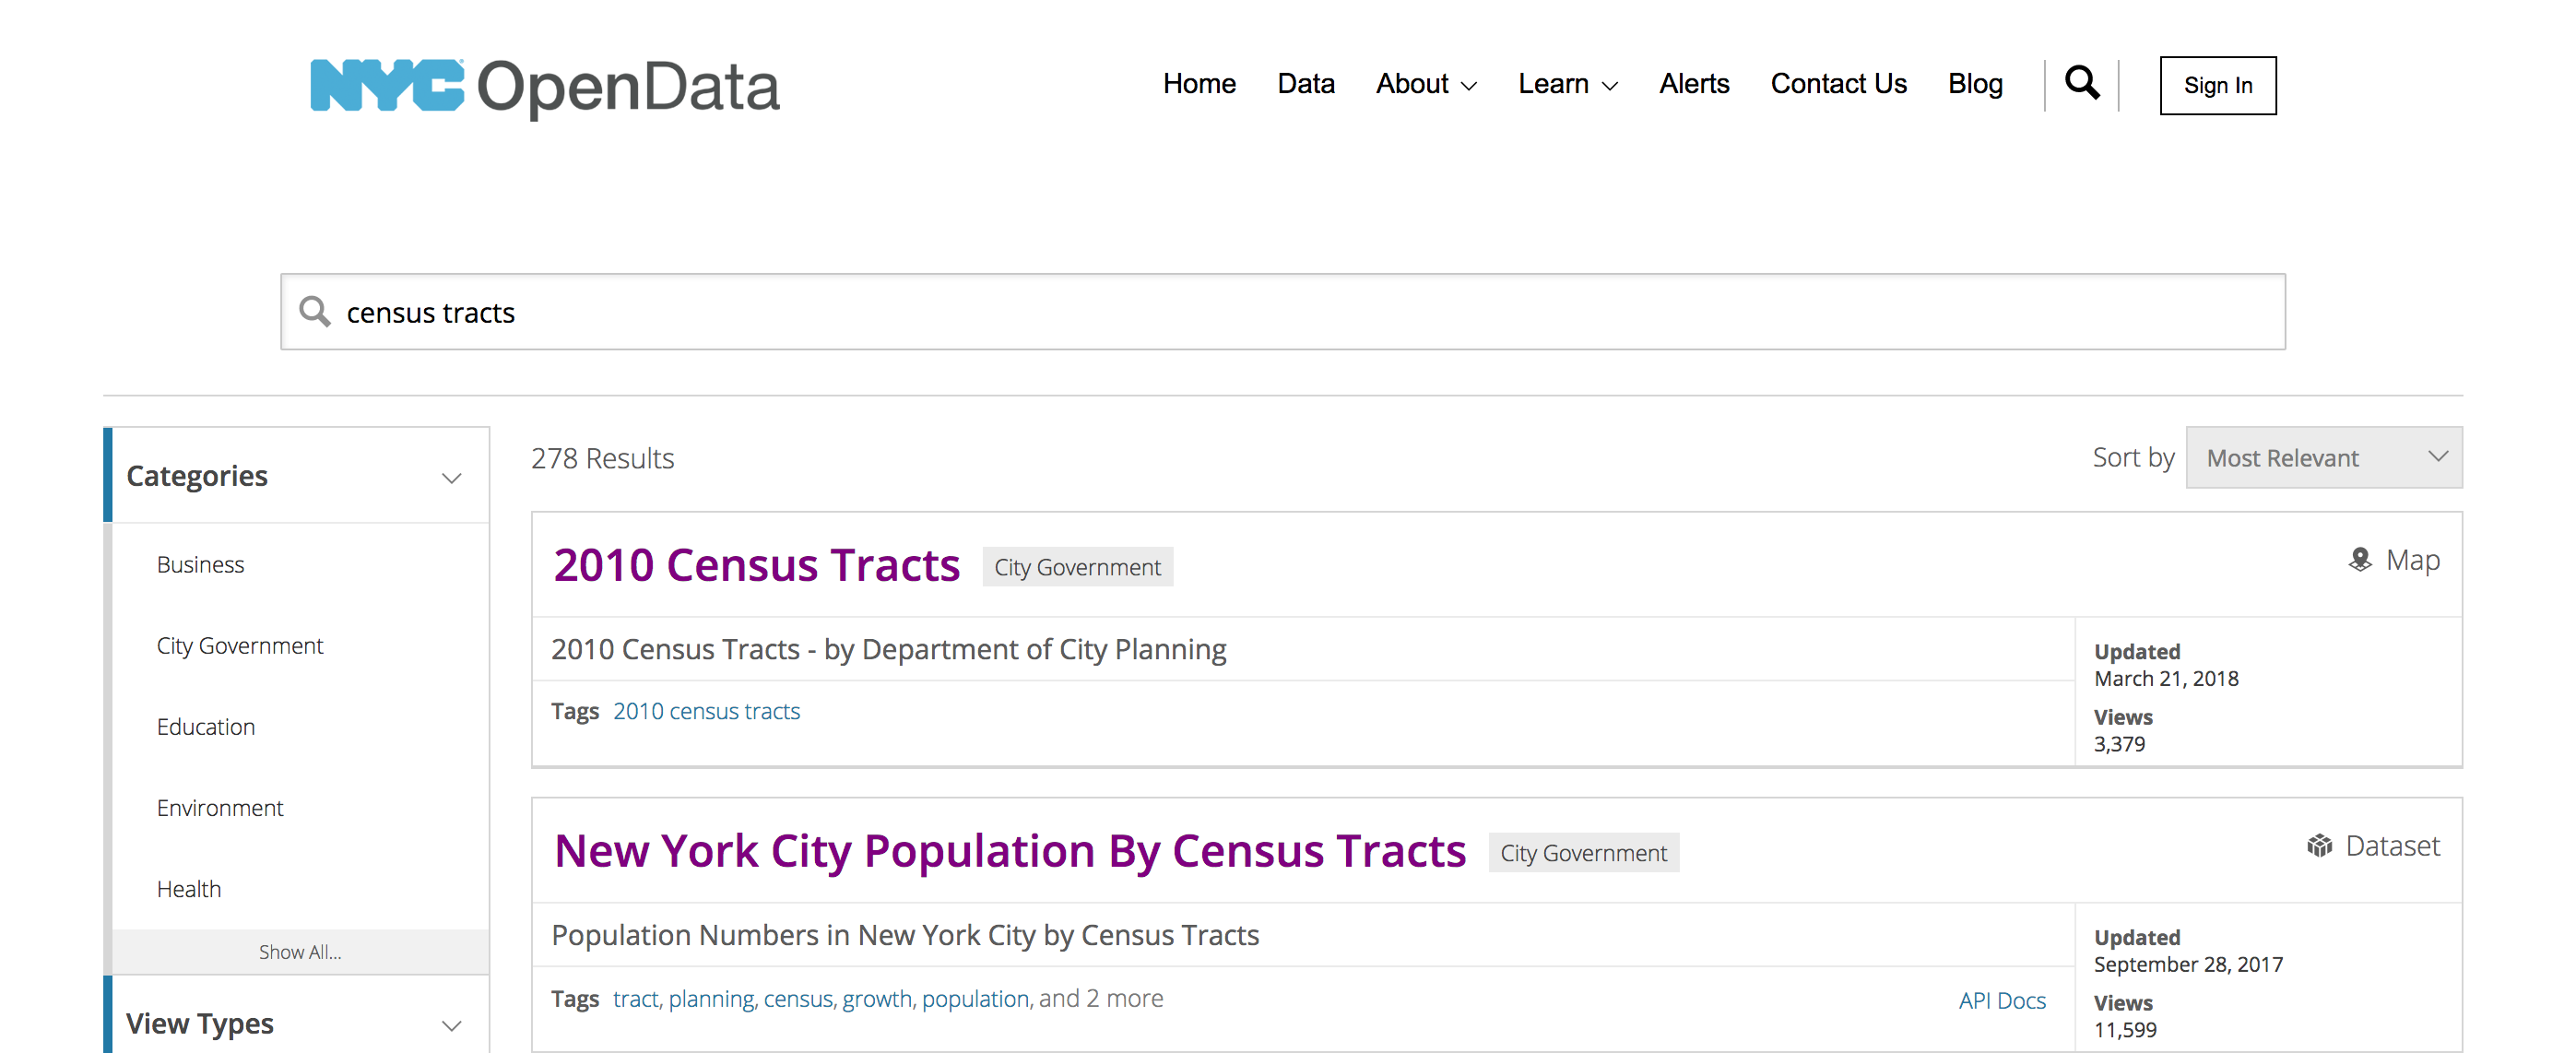 NYC OpenData
Home Data About Learn Alerts Contact Us Blog Sign In
census tracts
Categories
Business
City Government
Education
Environment
Health
Show All...
View Types
278 Results
Sort by Most Relevant
2010 Census Tracts City Government Map
2010 Census Tracts - by Department of City Planning
Tags 2010 census tracts
Updated
March 21, 2018
Views
3,379
New York City Population By Census Tracts City Government Dataset
Population Numbers in New York City by Census Tracts
Tags tract, planning, census, growth, population, and 2 more API Docs
Updated
September 28, 2017
Views
11,599